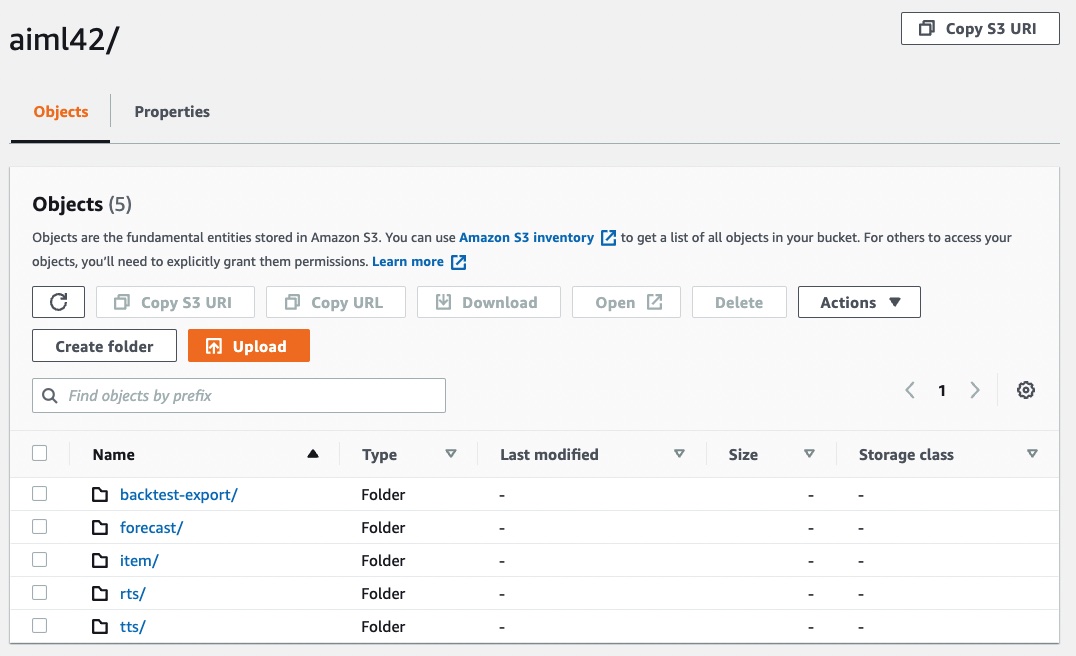 aiml42/
Copy S3 URI
Objects
Properties
Objects (5)
Objects are the fundamental entities stored in Amazon S3. You can use Amazon S3 inventory to get a list of all objects in your bucket. For others to access your
objects, you'll need to explicitly grant them permissions. Learn more
Copy S3 URI
Copy URL
Download
Open
Delete
Actions
Create folder
Upload
Find objects by prefix
1
Name Type Last modified Size Storage class
backtest-export/ Folder - - -
forecast/ Folder - - -
item/ Folder - - -
rts/ Folder - - -
tts/ Folder - - -